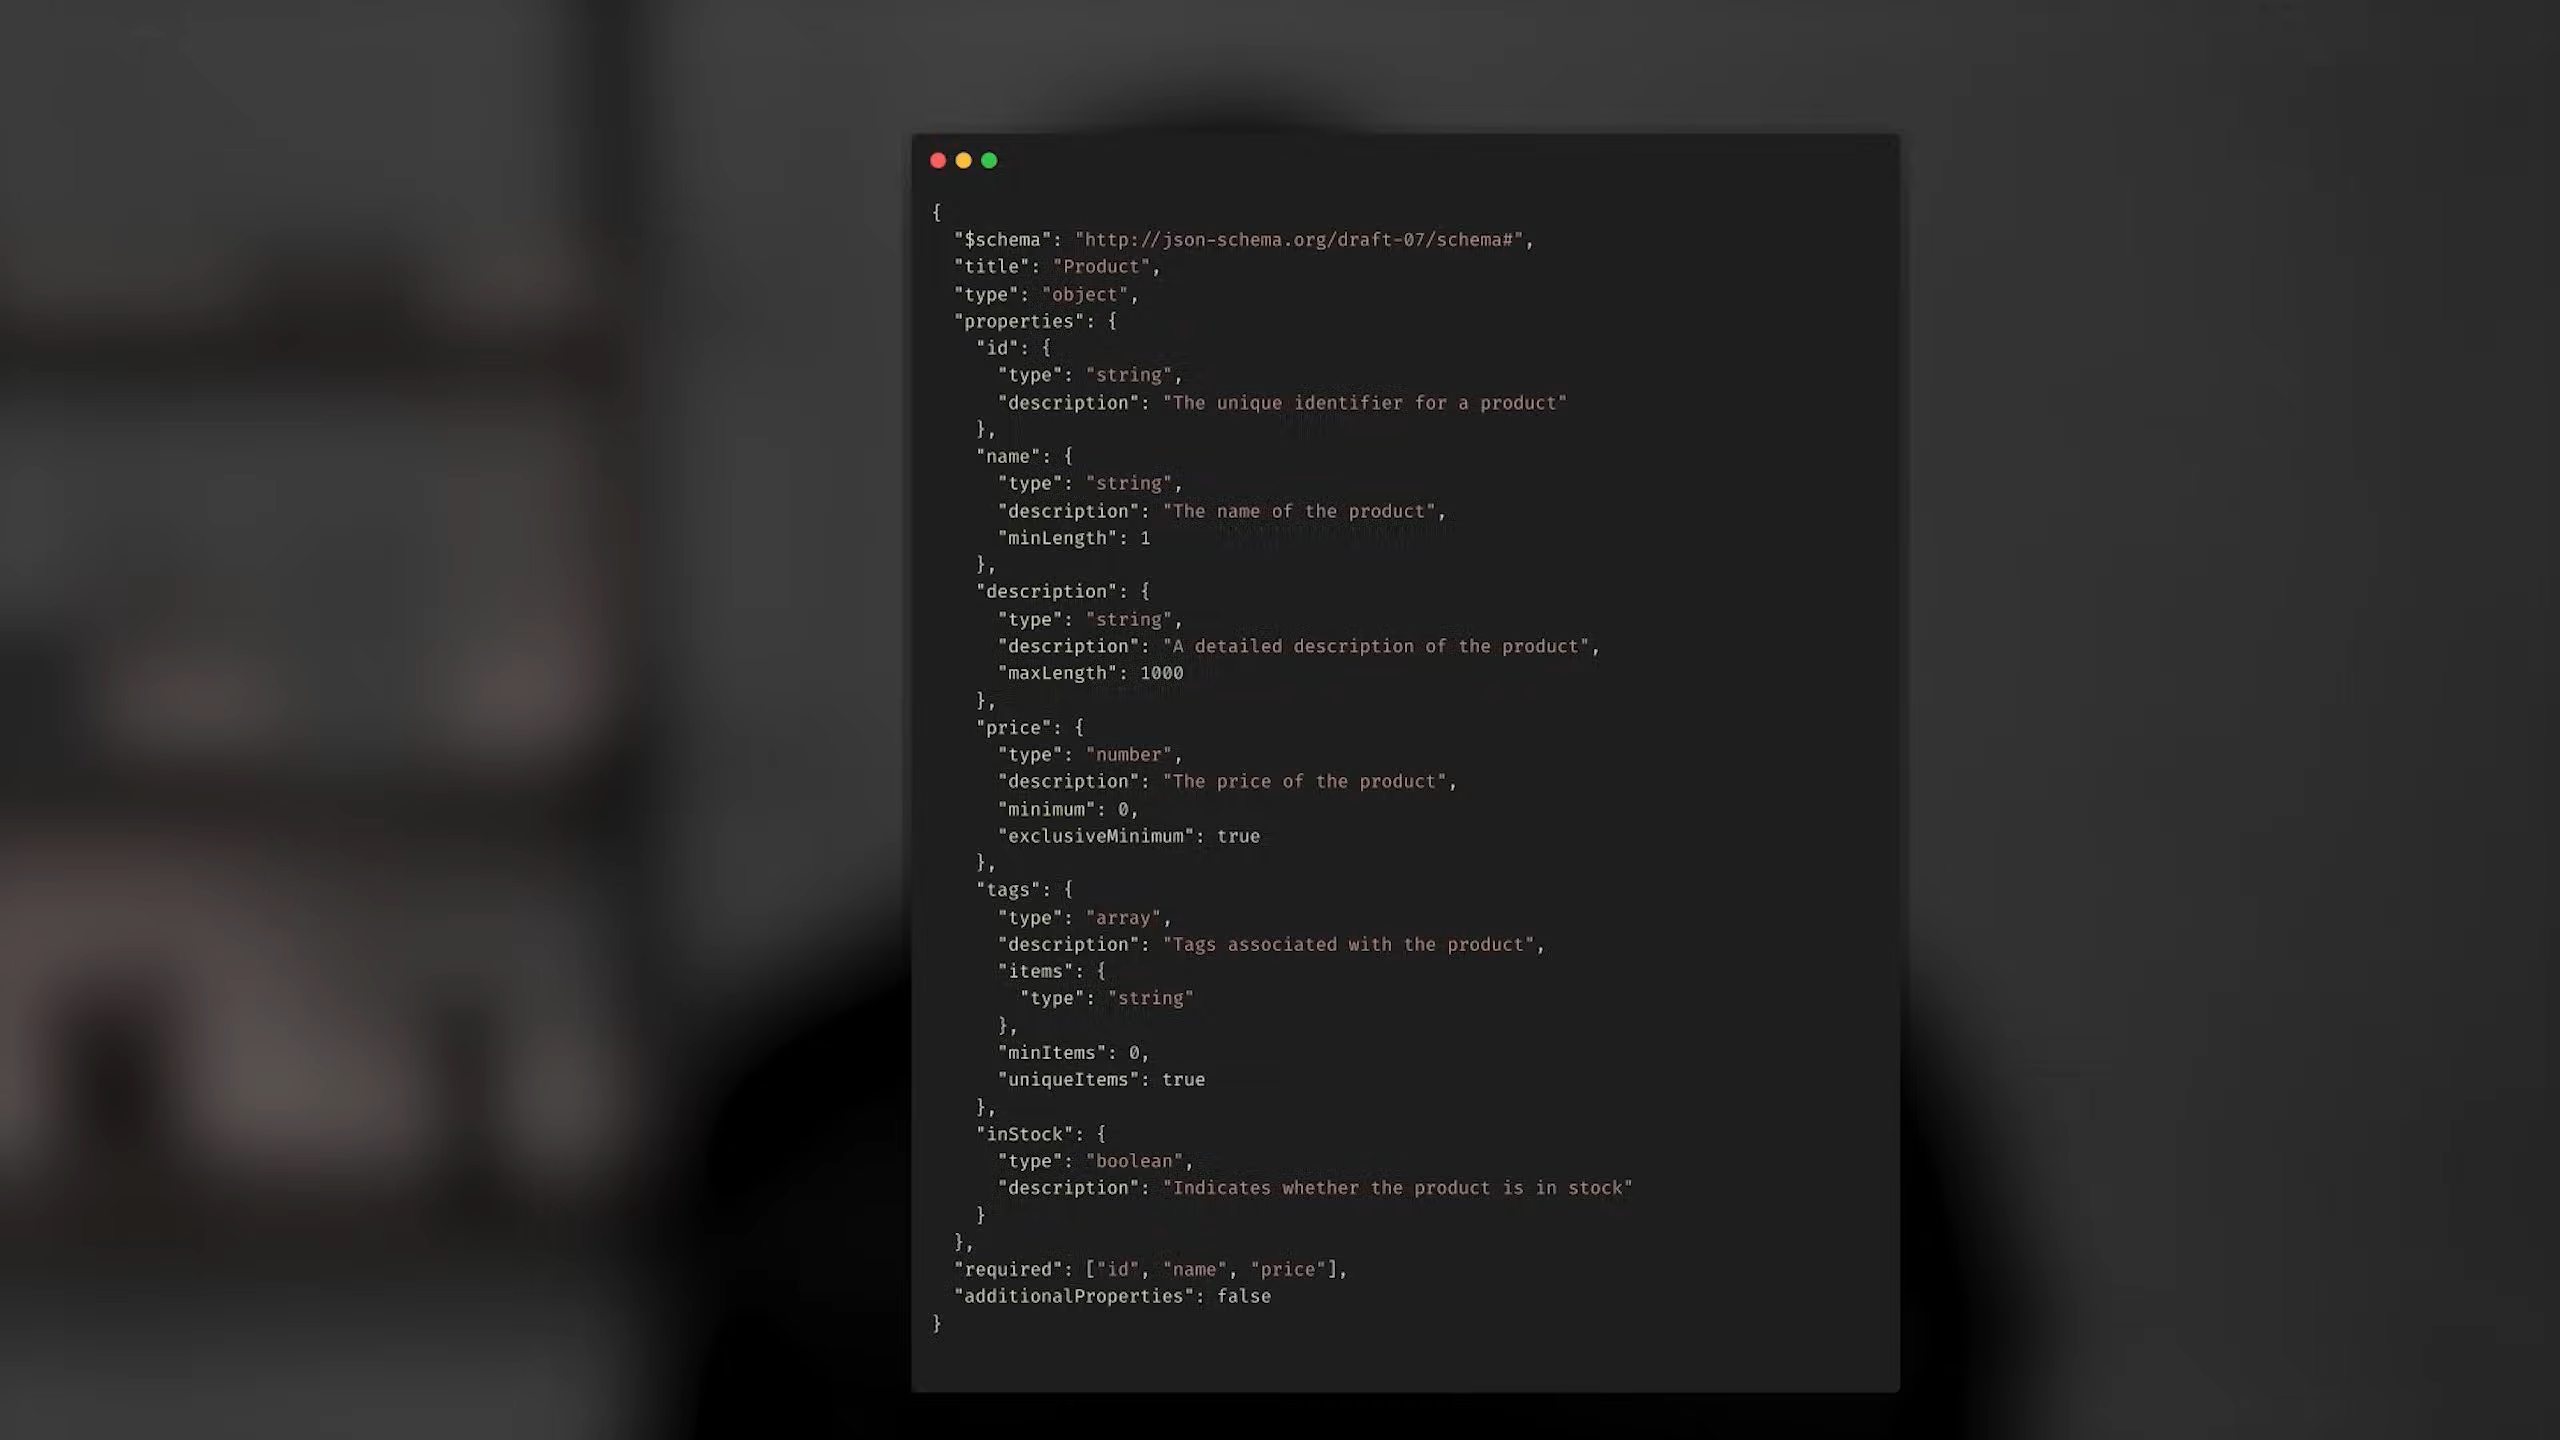 {
  "$schema": "http://json-schema.org/draft-07/schema#",
  "title": "Product",
  "type": "object",
  "properties": {
    "id": {
      "type": "string",
      "description": "The unique identifier for a product"
    },
    "name": {
      "type": "string",
      "description": "The name of the product",
      "minLength": 1
    },
    "description": {
      "type": "string",
      "description": "A detailed description of the product",
      "maxLength": 1000
    },
    "price": {
      "type": "number",
      "description": "The price of the product",
      "minimum": 0,
      "exclusiveMinimum": true
    },
    "tags": {
      "type": "array",
      "description": "Tags associated with the product",
      "items": {
        "type": "string"
      },
      "minItems": 0,
      "uniqueItems": true
    },
    "inStock": {
      "type": "boolean",
      "description": "Indicates whether the product is in stock"
    }
  },
  "required": ["id", "name", "price"],
  "additionalProperties": false
}